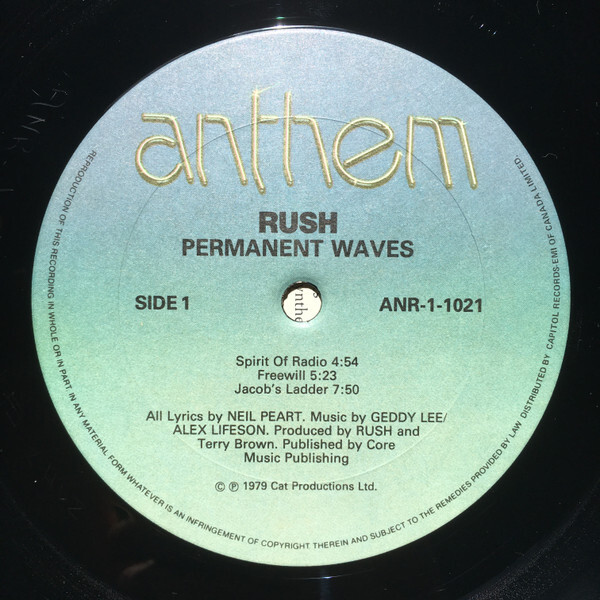 anthem
RUSH
PERMANENT WAVES
SIDE 1
ANR-1-1021
Spirit Of Radio 4:54
Freewill 5:23
Jacob's Ladder 7:50
All Lyrics by NEIL PEART. Music by GEDDY LEE/
ALEX LIFESON. Produced by RUSH and
Terry Brown. Published by Core
Music Publishing
© ℗ 1979 Cat Productions Ltd.
REPRODUCTION OF THIS RECORDING IN WHOLE OR IN PART, IN ANY MATERIAL FORM WHATEVER IS AN INFRINGEMENT OF COPYRIGHT THEREIN AND SUBJECT TO THE REMEDIES PROVIDED BY LAW DISTRIBUTED BY CAPITOL RECORDS-EMI OF CANADA LIMITED